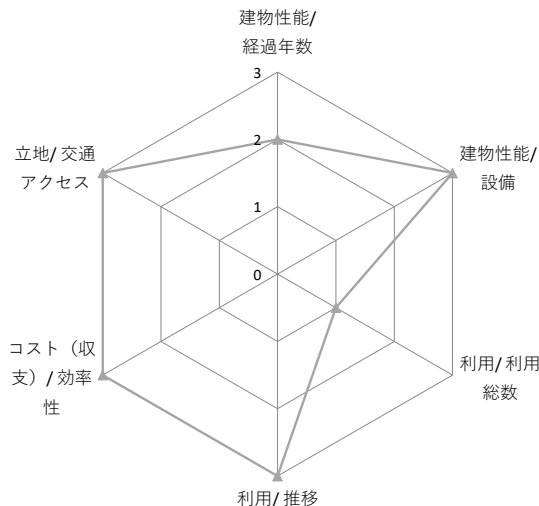 建物性能/
経過年数
3
立地/ 交通
アクセス
2
建物性能/
設備
1
0
コスト（収
支）/ 効率
性
利用/ 利用
総数
利用/ 推移